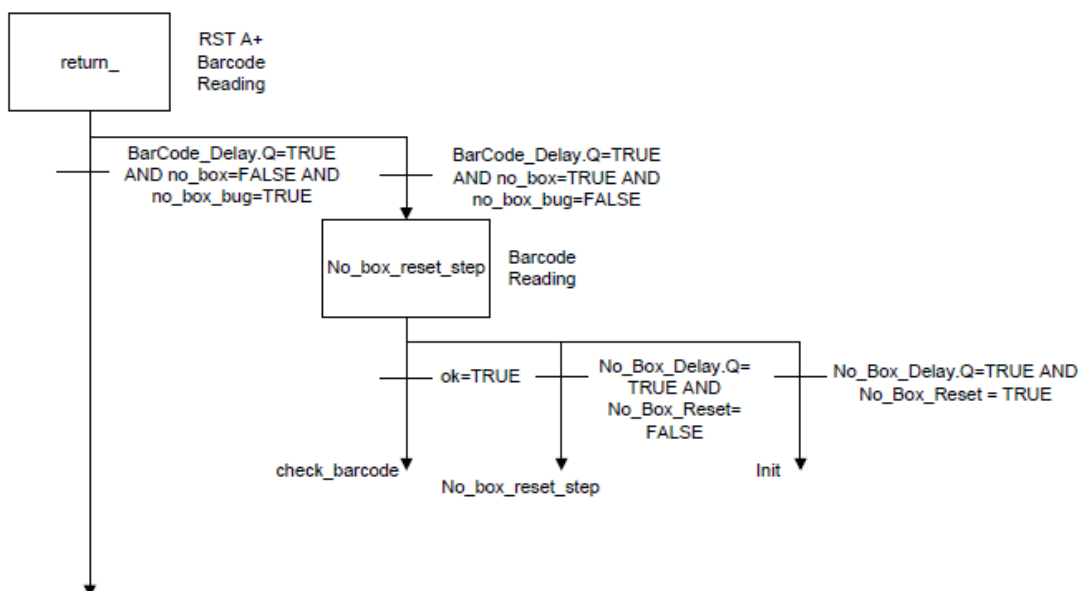 return_
RST A+
Barcode
Reading
BarCode_Delay.Q=TRUE
AND no_box=FALSE AND
no_box_bug=TRUE
BarCode_Delay.Q=TRUE
AND no_box=TRUE AND
no_box_bug=FALSE
No_box_reset_step
Barcode
Reading
ok=TRUE
No_Box_Delay.Q=
TRUE AND
No_Box_Reset=
FALSE
No_Box_Delay.Q=TRUE AND
No_Box_Reset = TRUE
check_barcode
No_box_reset_step
Init